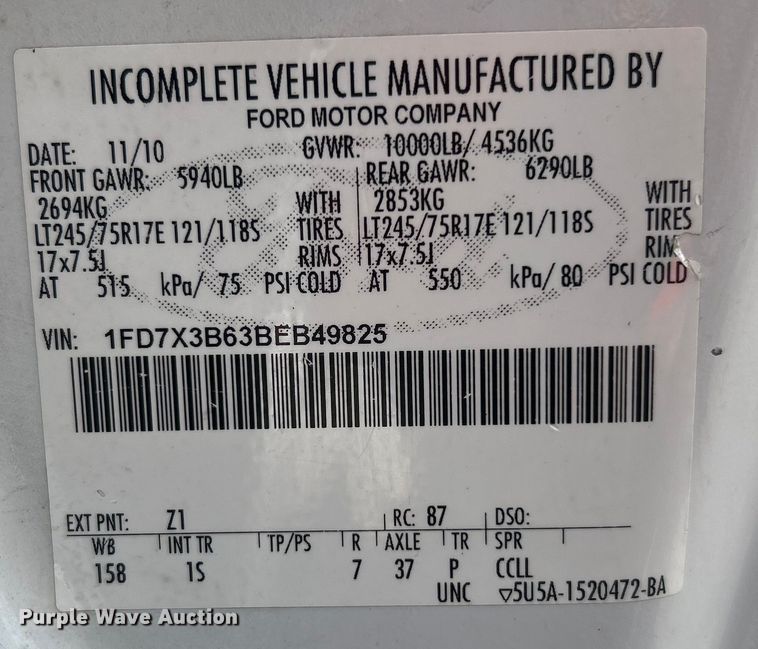 INCOMPLETE VEHICLE MANUFACTURED BY
FORD MOTOR COMPANY
DATE: 11/10 GVWR: 10000LB/ 4536KG
FRONT GAWR: 5940LB REAR GAWR: 6290LB
2694KG WITH 2853KG WITH
LT245/75R17E 121/118S TIRES LT245/75R17E 121/118S TIRES
17x7.5J RIMS 17x7.5J RIM
AT 515 kPa/ 75 PSI COLD AT 550 kPa/ 80 PSI COLD
VIN: 1FD7X3B63BEB49825
EXT PNT: Z1 RC: 87 DSO:
WB INT TR TP/PS R AXLE TR SPR
158 1S 7 37 P CCLL
UNC ▽5U5A-1520472-BA
Purple Wave Auction